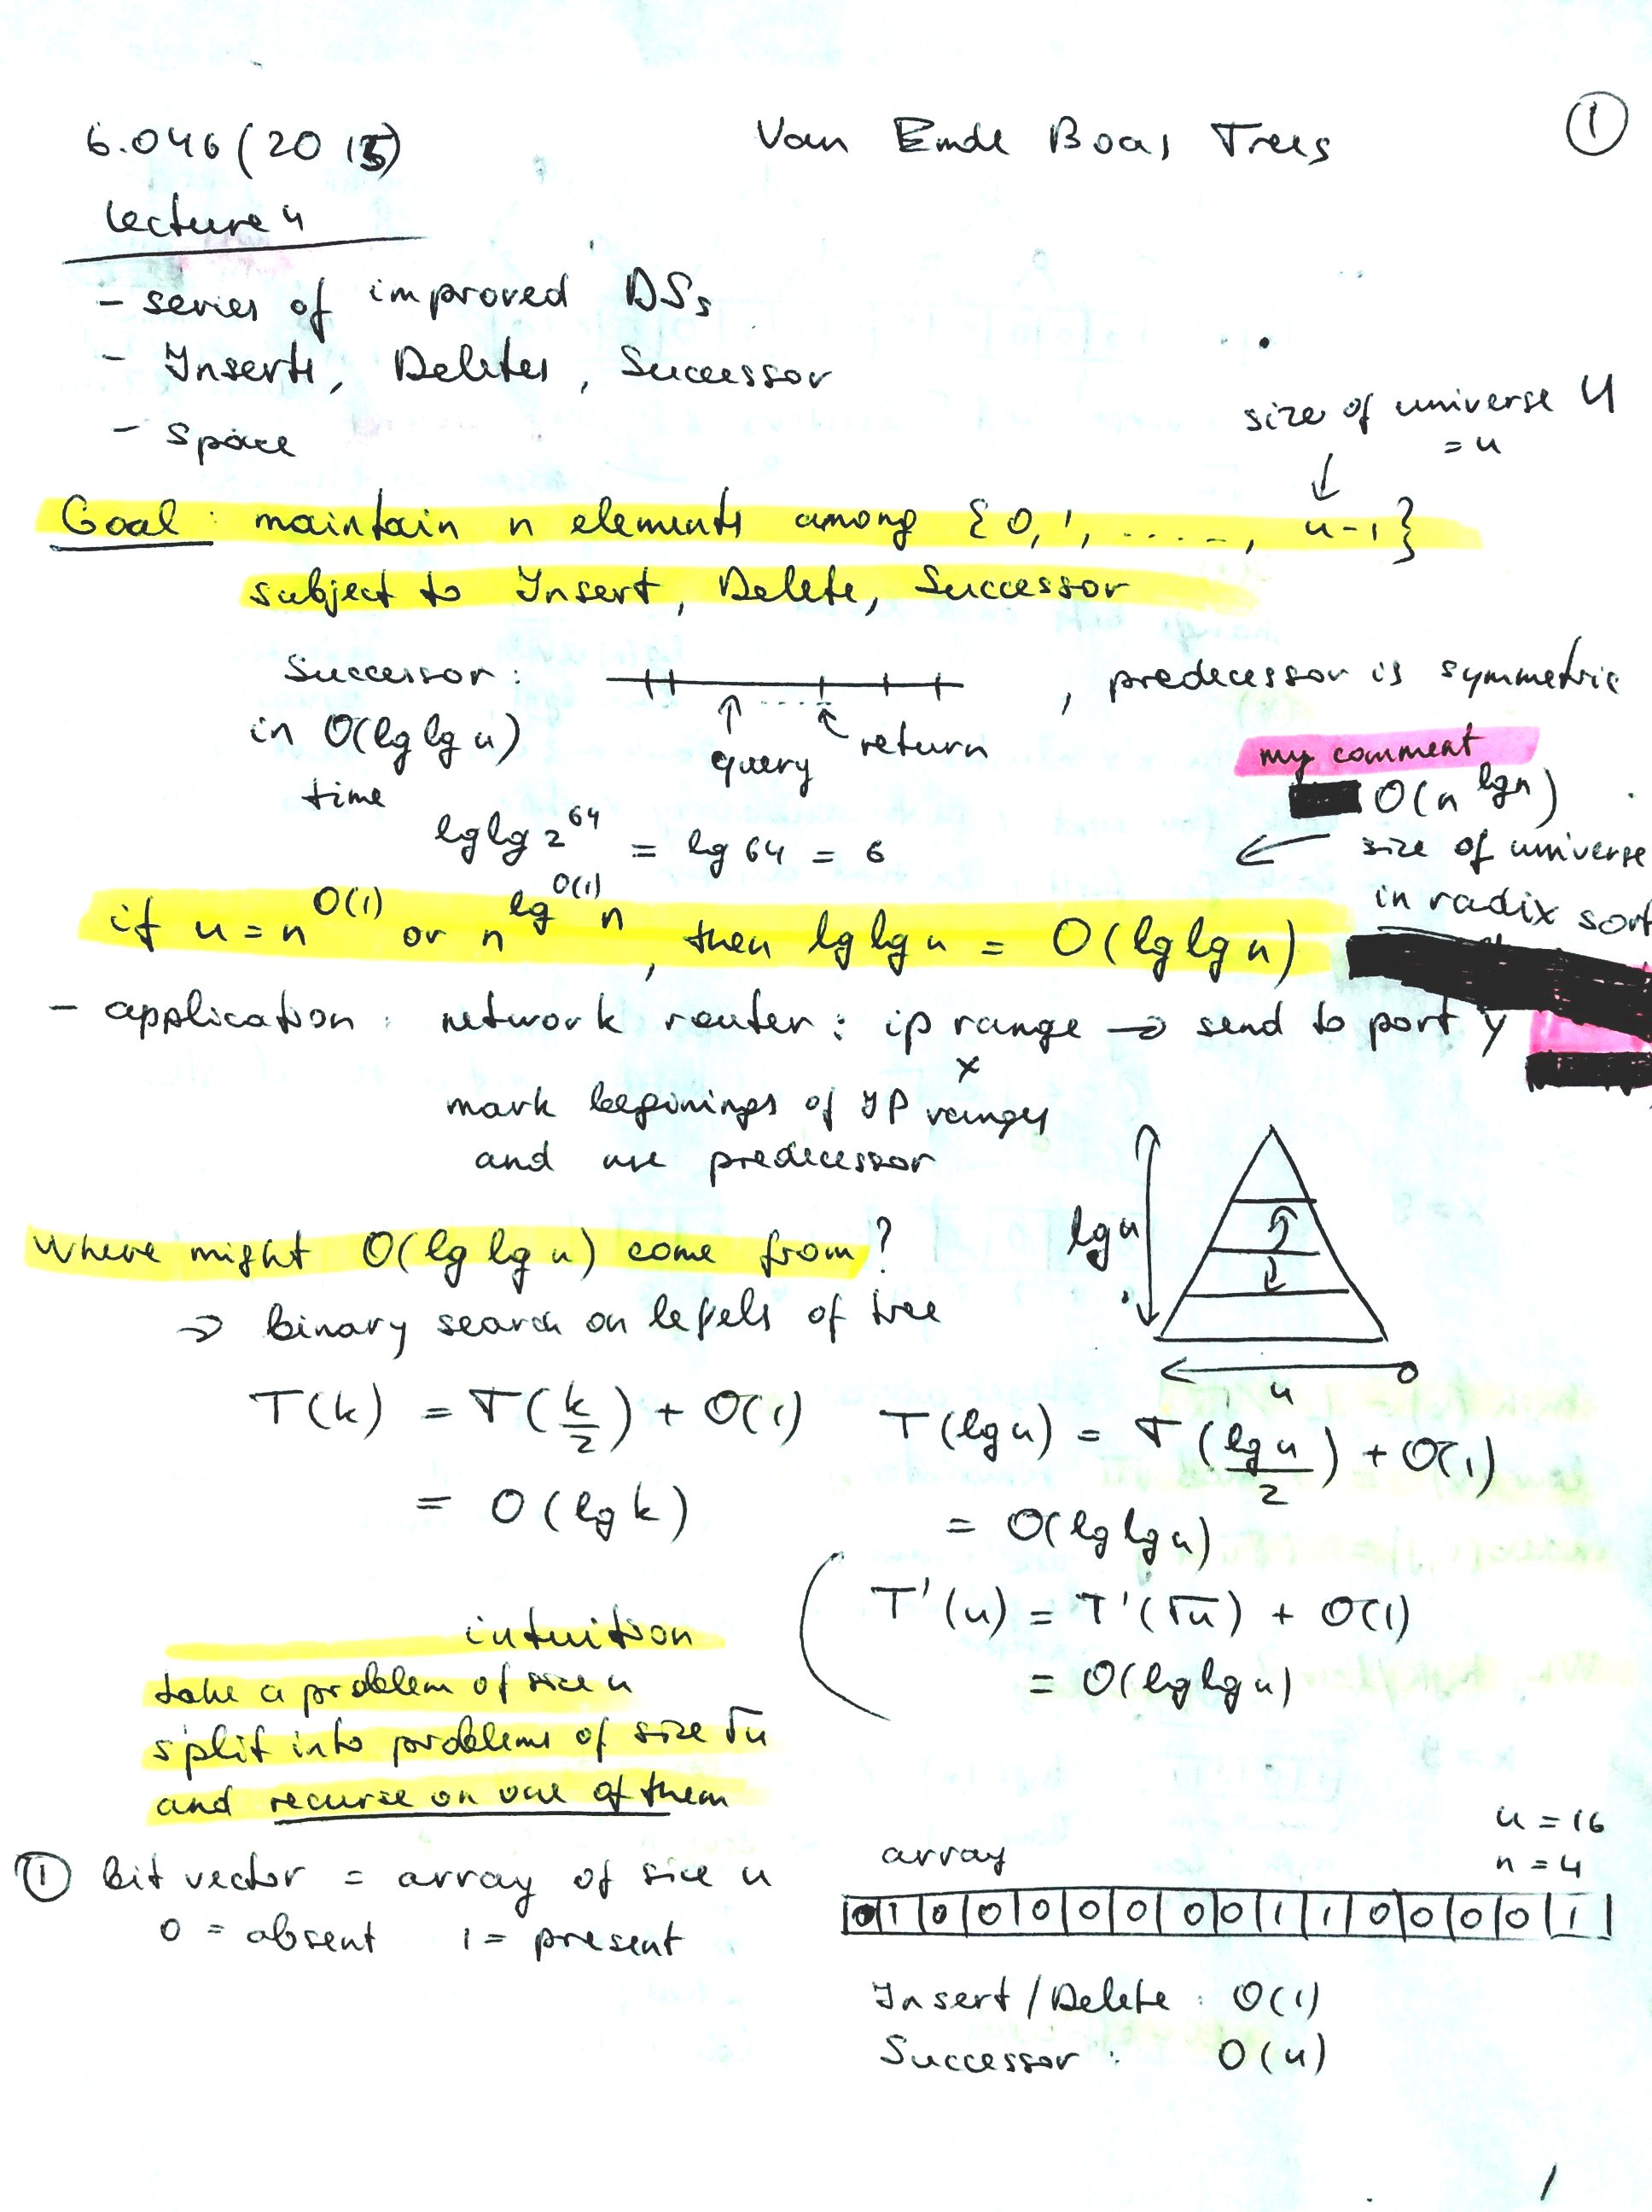 6.046 (2015)
Van Emde Boas Trees
1
Lecture 4
- series of improved DSs
- Inserts, Deletes, Successor
- space
size of universe U
= u
Goal: maintain n elements among {0, 1, ....., u-1}
subject to Insert, Delete, Successor
Successor:
, predecessor is symmetric
in O(lg lg u)
time
query
return
my comment
O(n^lg n)
size of universe
in radix sort
lg lg 2^64 = lg 64 = 6
if u = n^O(1) or n^lg^O(1) n, then lg lg u = O(lg lg n)
- application: network router: ip range → send to port y
x
mark beginings of IP ranges
and use predecessor
lg u
u
Where might O(lg lg u) come from?
⇒ binary search on levels of tree
T(k) = T(k/2) + O(1)
= O(lg k)
T(lg u) = T(lg u/2) + O(1)
= O(lg lg u)
T'(u) = T'(√u) + O(1)
= O(lg lg u)
intuition
take a problem of size u
split into problems of size √u
and recurse on one of them
① bit vector = array of size u
0 = absent 1 = present
u = 16
n = 4
array
0 1 0 0 0 0 0 0 0 1 1 0 0 0 0 1
Insert/Delete: O(1)
Successor: O(u)
1